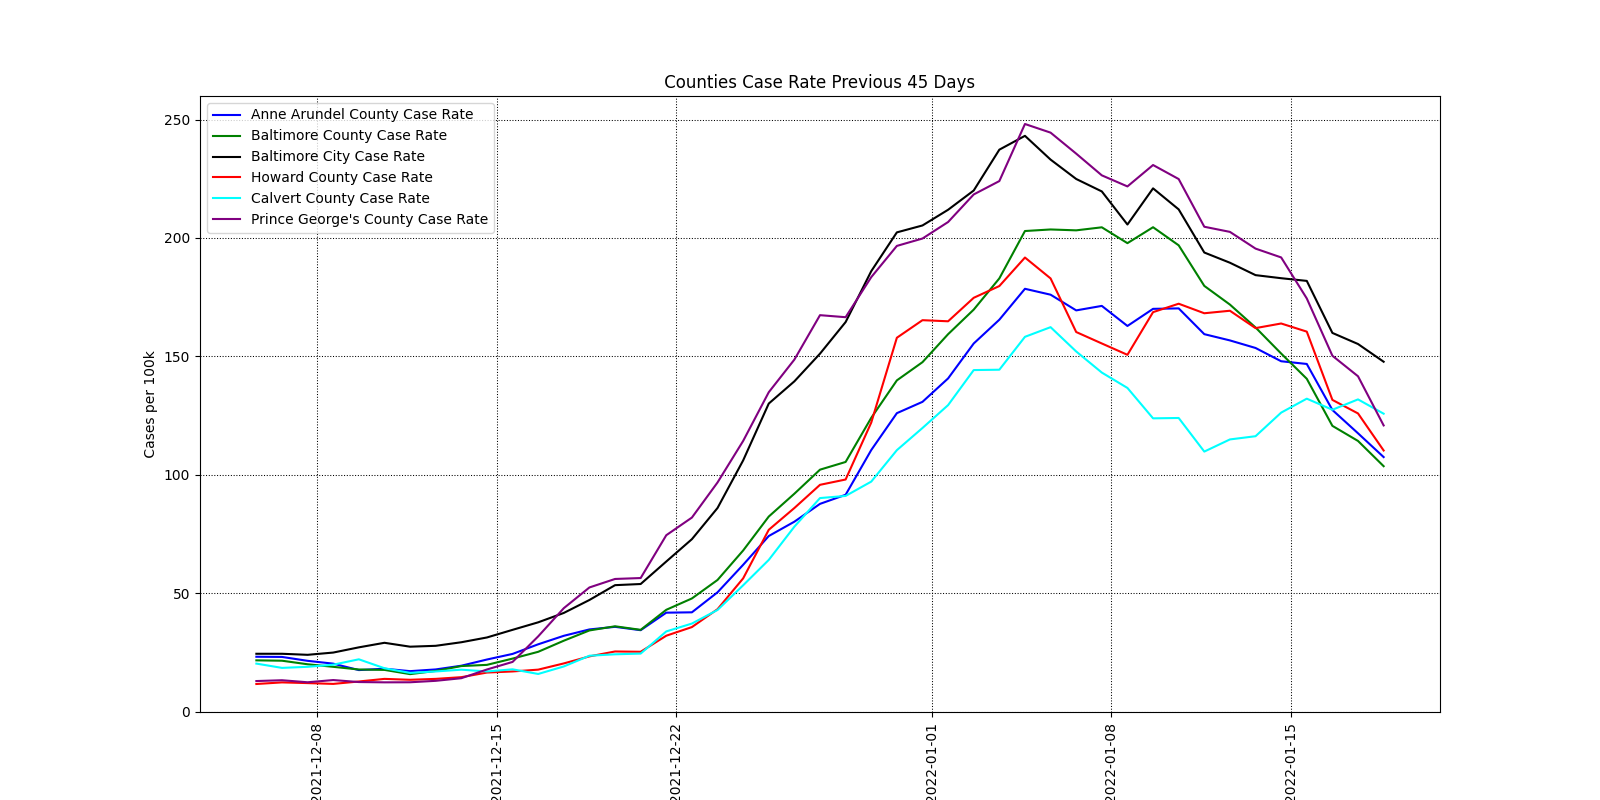 Counties Case Rate Previous 45 Days
Anne Arundel County Case Rate
Baltimore County Case Rate
Baltimore City Case Rate
Howard County Case Rate
Calvert County Case Rate
Prince George's County Case Rate
Cases per 100k
250
200
150
100
50
0
2021-12-08
2021-12-15
2021-12-22
2022-01-01
2022-01-08
2022-01-15